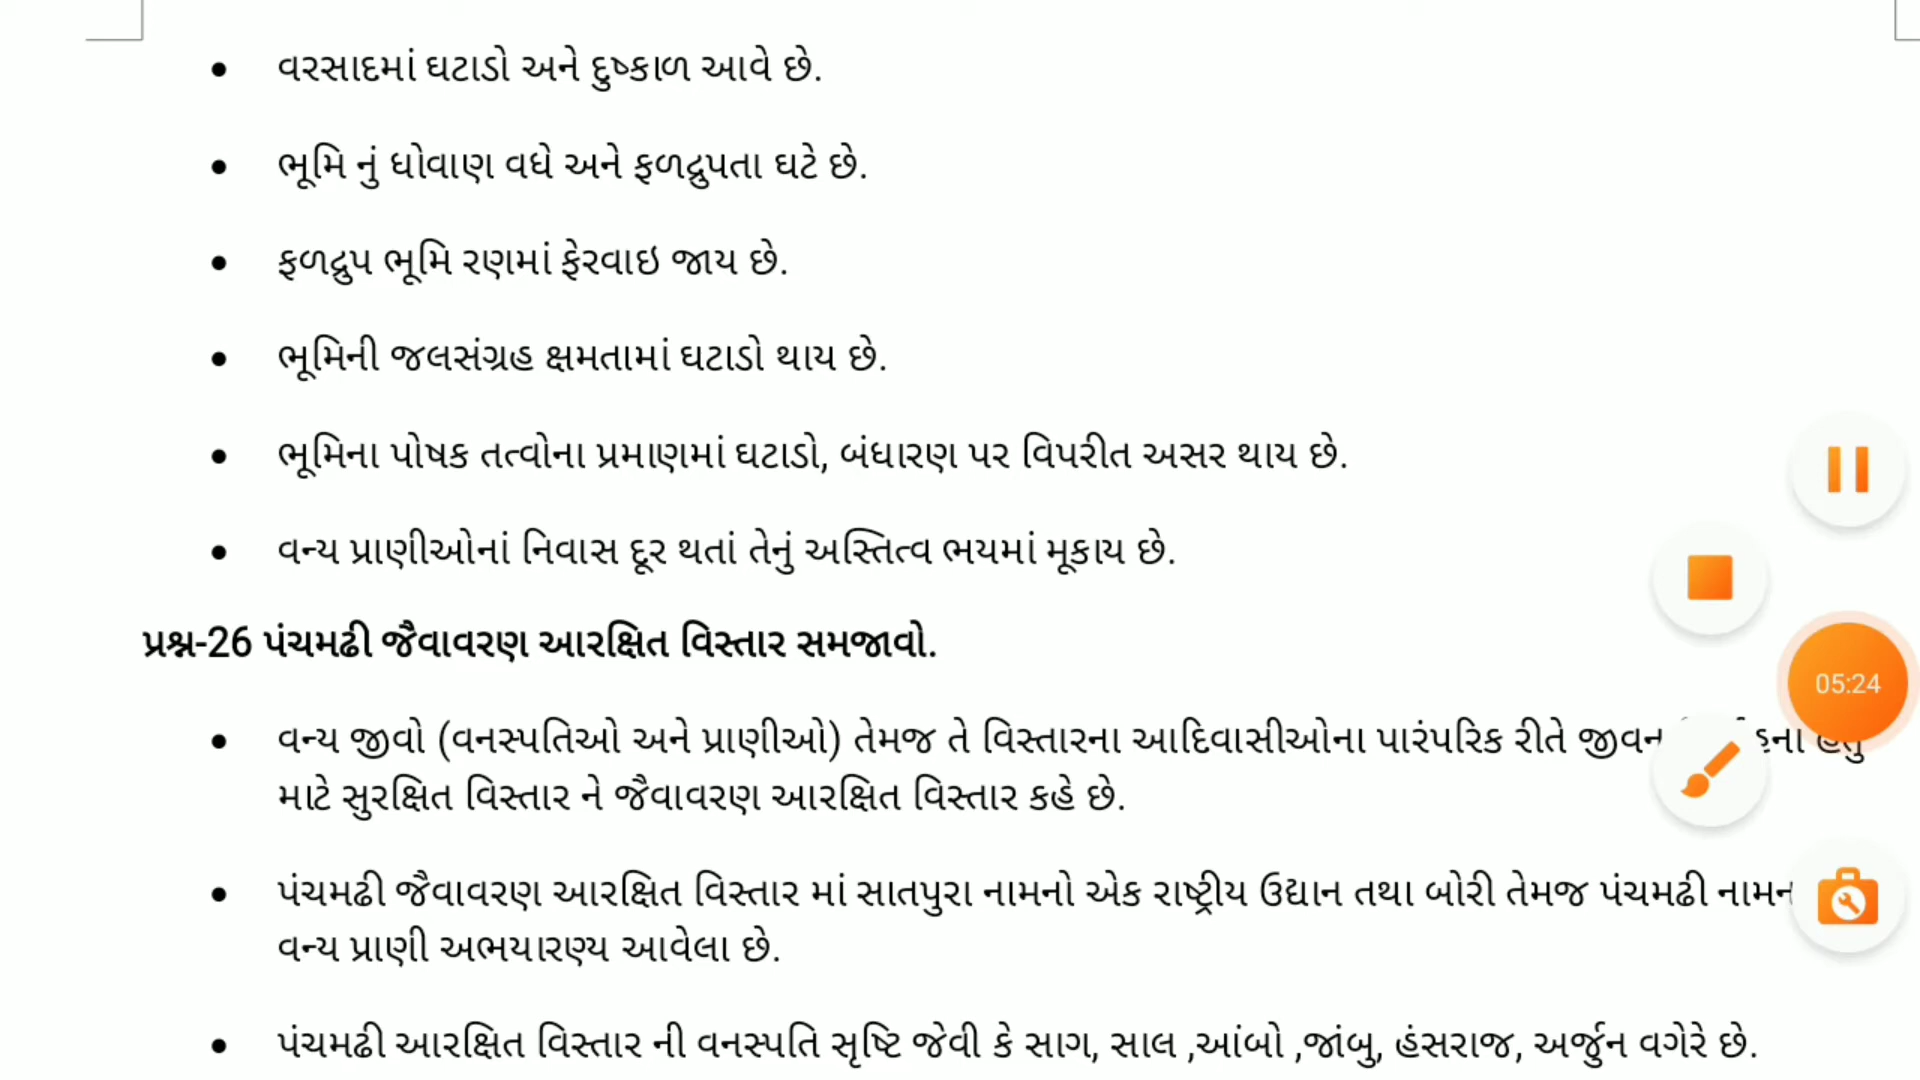 • વરસાદમાં ઘટાડો અને દુષ્કાળ આવે છે.
• ભૂમિ નું ધોવાણ વધે અને ફળદ્રુપતા ઘટે છે.
• ફળદ્રુપ ભૂમિ રણમાં ફેરવાઇ જાય છે.
• ભૂમિની જલસંગ્રહ ક્ષમતામાં ઘટાડો થાય છે.
• ભૂમિના પોષક તત્વોના પ્રમાણમાં ઘટાડો, બંધારણ પર વિપરીત અસર થાય છે.
• વન્ય પ્રાણીઓનાં નિવાસ દૂર થતાં તેનું અસ્તિત્વ ભયમાં મૂકાય છે.
પ્રશ્ન-26 પંચમઢી જૈવાવરણ આરક્ષિત વિસ્તાર સમજાવો.
05:24
• વન્ય જીવો (વનસ્પતિઓ અને પ્રાણીઓ) તેમજ તે વિસ્તારના આદિવાસીઓના પારંપરિક રીતે જીવન
માટે સુરક્ષિત વિસ્તાર ને જૈવાવરણ આરક્ષિત વિસ્તાર કહે છે.
• પંચમઢી જૈવાવરણ આરક્ષિત વિસ્તાર માં સાતપુરા નામનો એક રાષ્ટ્રીય ઉદ્યાન તથા બોરી તેમજ પંચમઢી
વન્ય પ્રાણી અભયારણ્ય આવેલા છે.
• પંચમઢી આરક્ષિત વિસ્તાર ની વનસ્પતિ સૃષ્ટિ જેવી કે સાગ, સાલ ,આંબો ,જાંબુ, હંસરાજ, અર્જુન વગેરે છે.